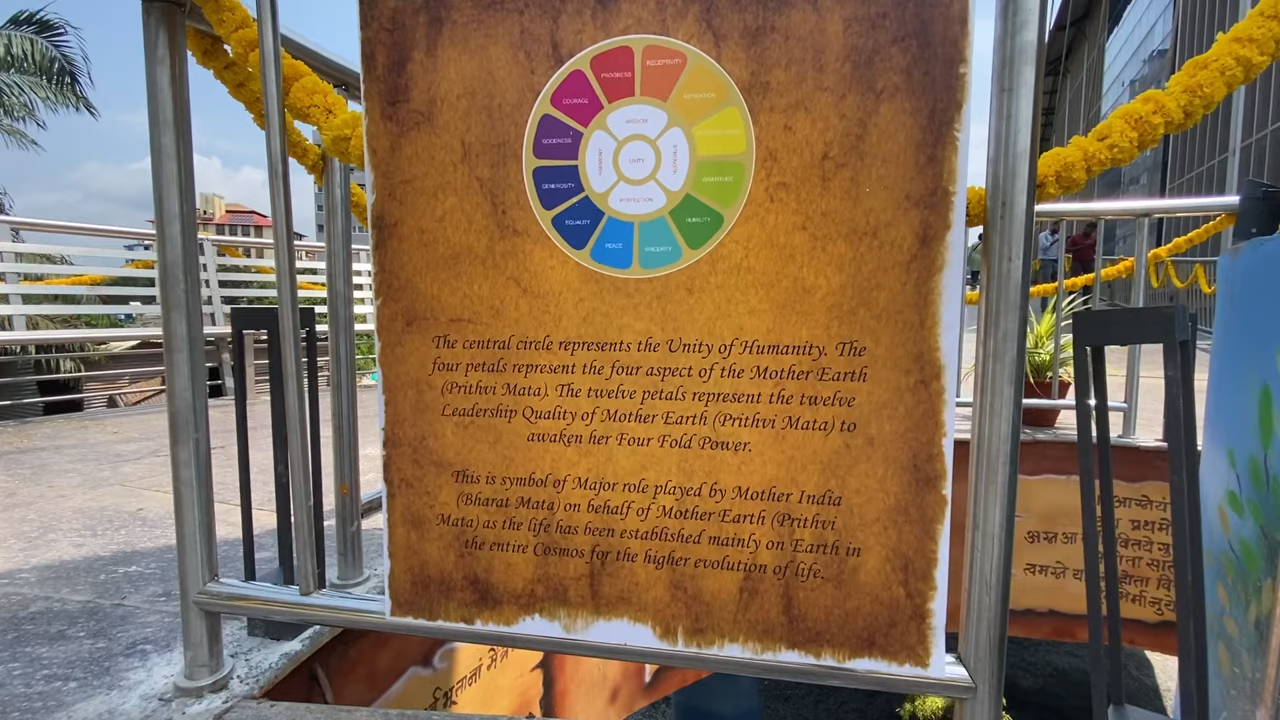 PROGRESS
RECEPTIVITY
COURAGE
GOODNESS
GRATITUDE
GENEROSITY
HUMILITY
EQUALITY
PEACE
SINCERITY
WISDOM
HARMONY
UNITY
PERFECTION
The central circle represents the Unity of Humanity. The
four petals represent the four aspect of the Mother Earth
(Prithvi Mata). The twelve petals represent the twelve
Leadership Quality of Mother Earth (Prithvi Mata) to
awaken her Four Fold Power.
This is symbol of Major role played by Mother India
(Bharat Mata) on behalf of Mother Earth (Prithvi
Mata) as the life has been established mainly on Earth in
the entire Cosmos for the higher evolution of life.